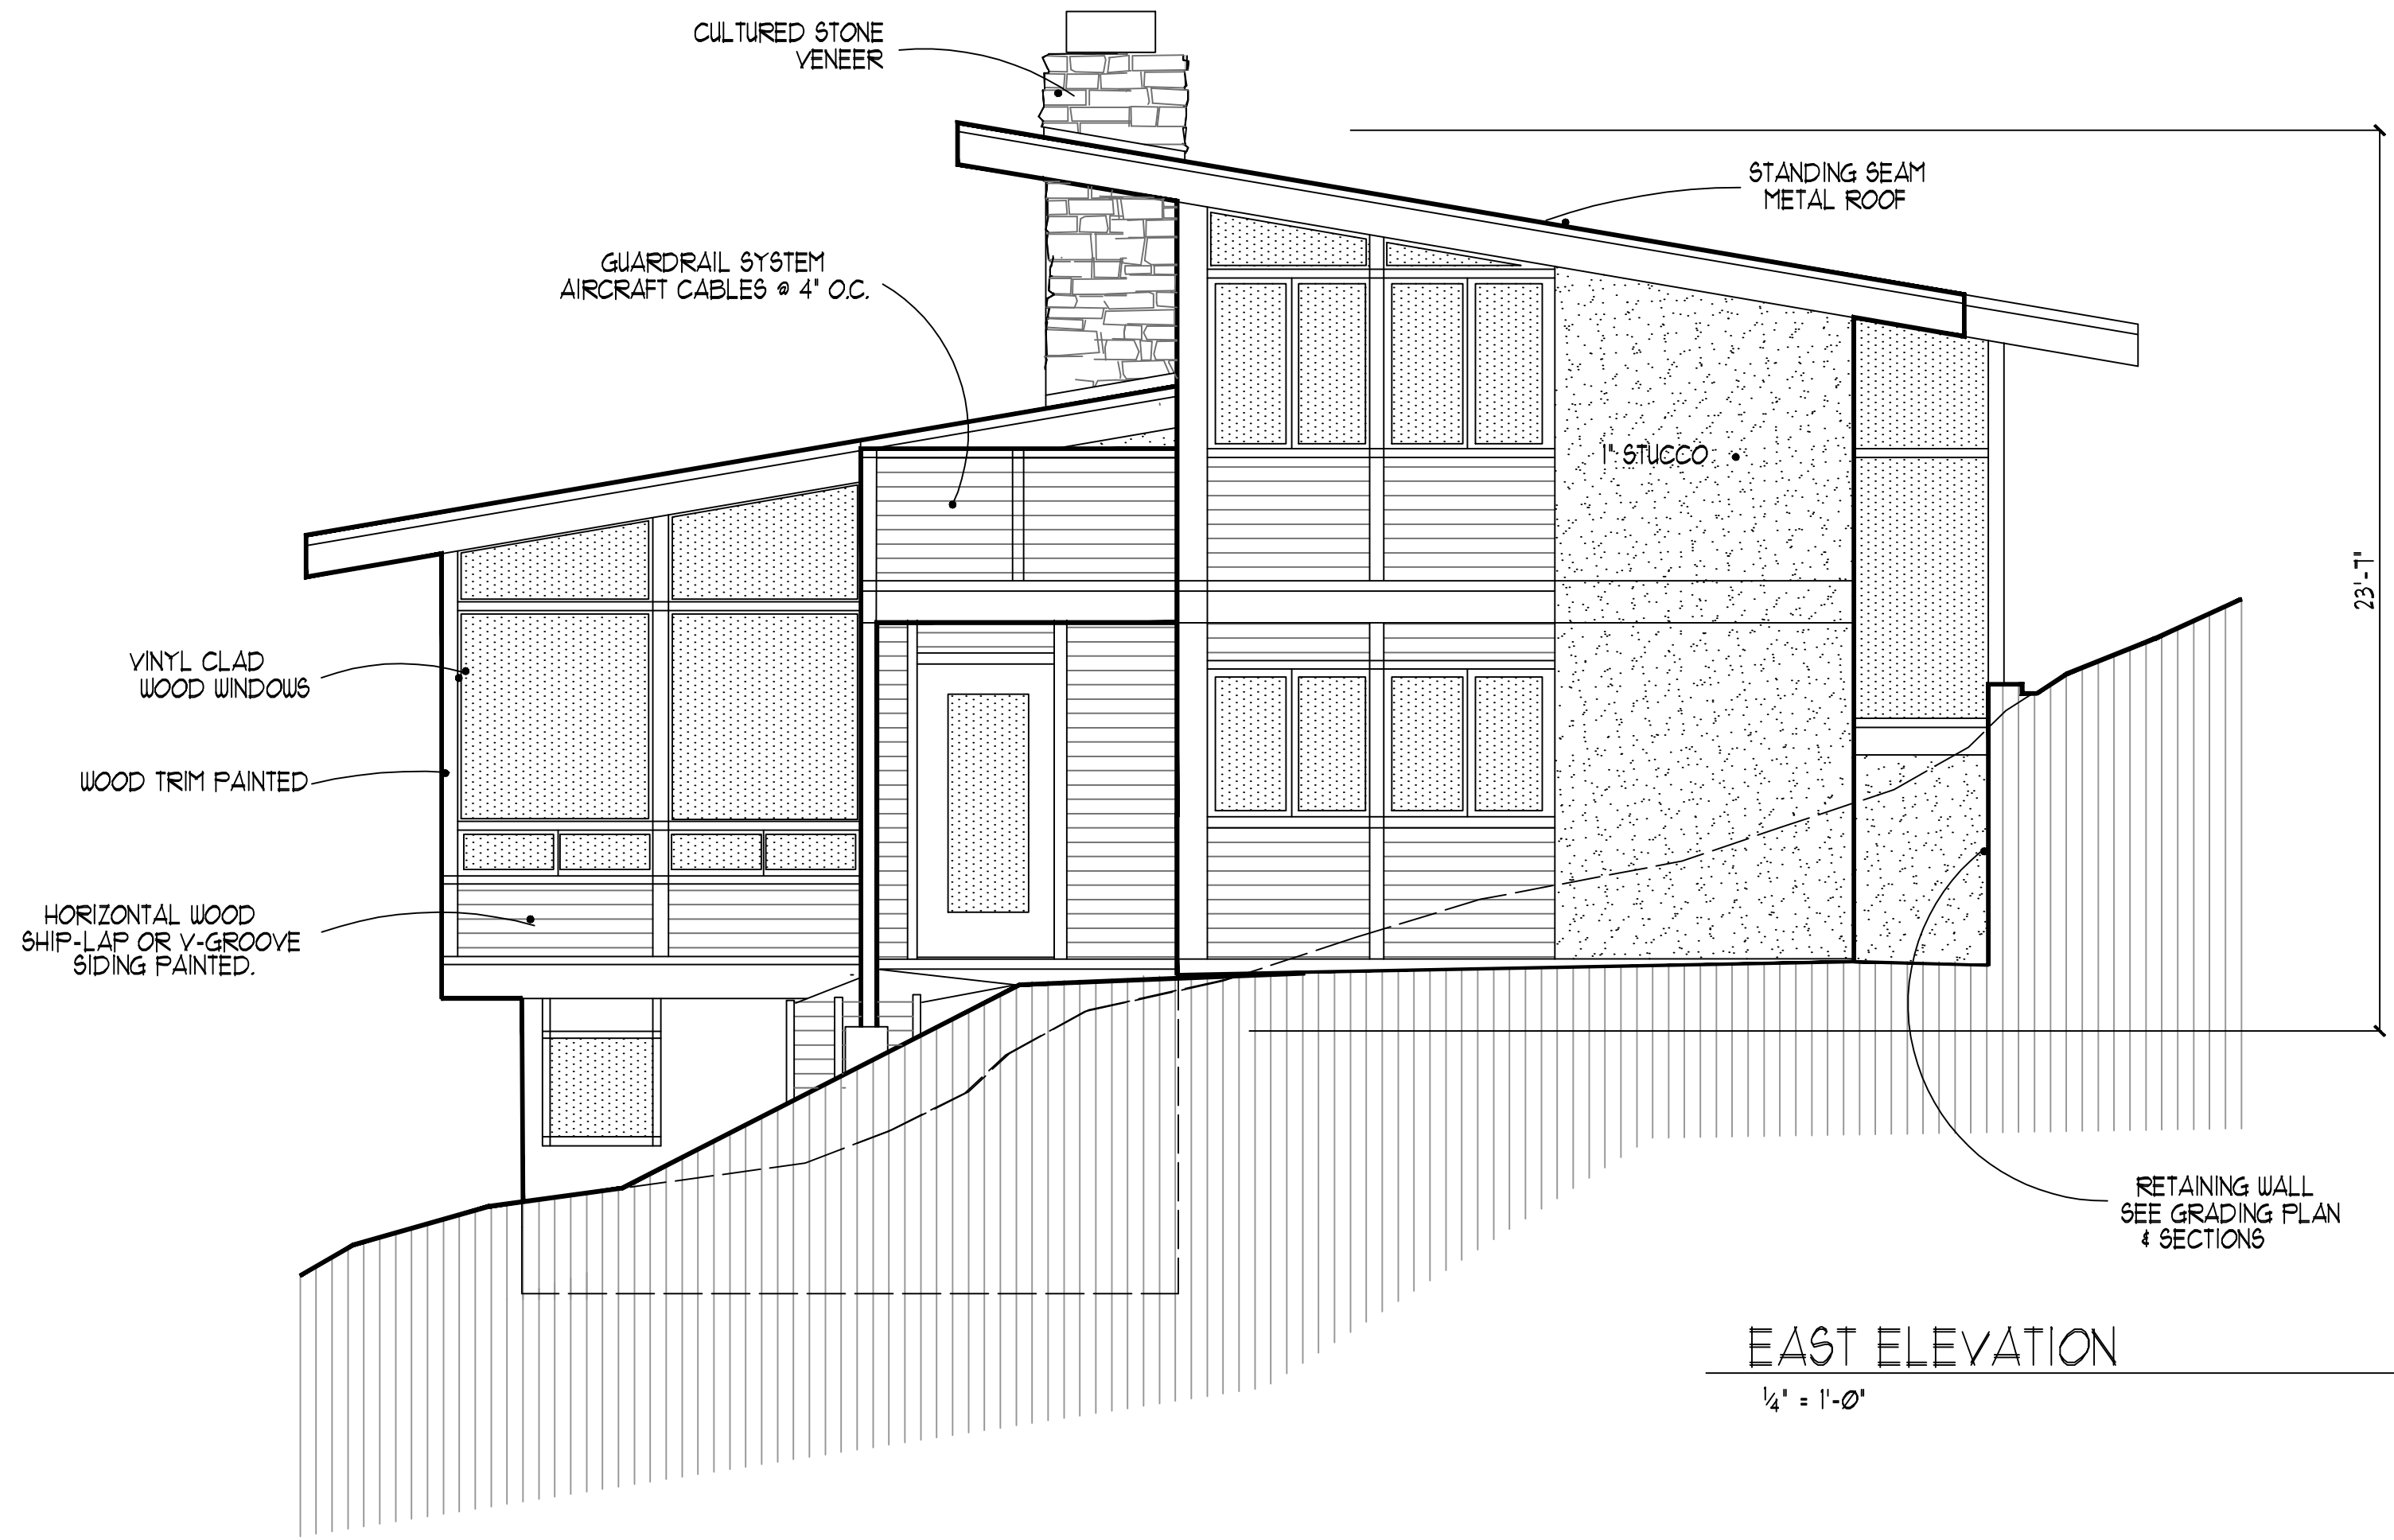 CULTURED STONE
VENEER
STANDING SEAM
METAL ROOF
GUARDRAIL SYSTEM
AIRCRAFT CABLES @ 4" O.C.
1" STUCCO
23'-7"
VINYL CLAD
WOOD WINDOWS
WOOD TRIM PAINTED
HORIZONTAL WOOD
SHIP-LAP OR V-GROOVE
SIDING PAINTED.
RETAINING WALL
SEE GRADING PLAN
& SECTIONS
EAST ELEVATION
1/4" = 1'-0"